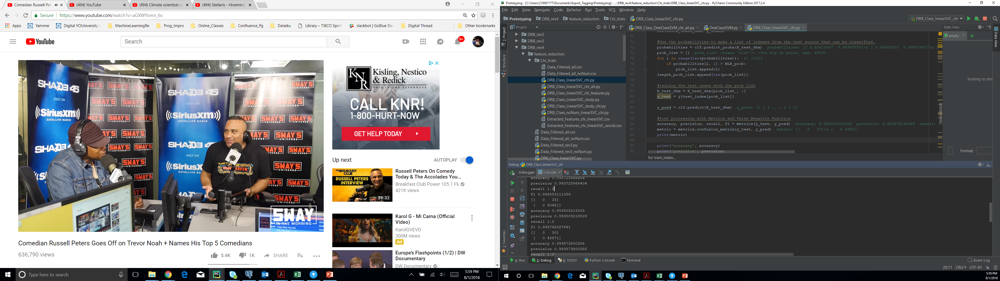 Comedian Russell Pet
(494) YouTube
(494) Climate scientists re
(494) Stellaris - Hivemind
Secure
https://www.youtube.com/watch?v=aGXWYomn_6s
Apps
Yammer
Digital YOUniversity
MachineLearningRe
Prog_Impro
Online_Classes
Confluence_Pg
Dataiku
Library – TIBCO Spotf
slackbot | GoBlue Sla
Digital Thread
Other bookmarks
YouTube
Search
9+
SHADE 45
ONLY ON
((SiriusXM))
SATELLITE RADIO
SWAY'S
UNIVERSE
SWAY
IN THE MORNING
KNR
Kisling, Nestico
& Redick
OHIO INJURY ATTORNEYS
CALL KNR!
1-800-HURT-NOW
GET HELP TODAY
Up next
AUTOPLAY
THE BREAKFAST CLUB
RUSSELL PETERS
INTERVIEW
39:32
Russell Peters On Comedy
Today & The Accolades You...
Breakfast Club Power 105.1 FM
421K views
Karol G - Mi Cama (Official
Video)
KarolGVEVO
300M views
Ad
Europe's Flashpoints (1/2) | DW
Documentary
DW Documentary
Comedian Russell Peters Goes Off on Trevor Noah + Names His Top 5 Comedians
636,790 views
5.4K
1K
SHARE
Type here to search
5:59 PM
8/1/2018
Prototyping - [C:\Users\210067177\Documents\Export_Tagging\Prototyping] - ...\DRB_rev4\feature_reduction\Chi_trials\DRB_Class_linearSVC_chi.py - PyCharm Community Edition 2017.2.4
File Edit View Navigate Code Refactor Run Tools VCS Window Help
Prototyping
DRB_rev4
feature_reduction
Chi_trials
DRB_Class_linearSVC_chi.py
DRB_Class_linearSVC_chi
1: Project
7: Structure
2: Favorites
Project
DRB_Class_OneClassSVM_chi_all.py
OneClassSVM.py
DRB_Class_linearSVC_chi.py
Data View
empty
Data View
DRB_rev2
DRB_rev3
DRB_rev4
feature_reduction
Chi_trials
Data_Filtered_all.csv
Data_Filtered_all_noNum.csv
DRB_Class_linearSVC_chi.py
DRB_Class_linearSVC_chi_all.py
DRB_Class_linearSVC_chi_features.py
DRB_Class_LinearSVC_study.py
DRB_Class_LinearSVC_study_chi.py
DRB_Class_noNum_linearSVC_chi.py
Extracted_Features_chi_linearSVC.csv
Extracted_Features_chi_linearSVC_words.csv
Data_Filtered_all.csv
Data_Filtered_all_noNum.csv
Data_Filtered_rev3.py
Data_Filtered_rev3_noNum.py
DRB_Class_linearSVC.py
70
71 #Use the probabilities to make a list of indexes from the test source that can be classified.
72 probabilities = clf.predict_proba(X_test_dtm) probabilities: [[ 0.01413647 0.98586353]\n [ 0.00452013 0.99547987]\n
73 prob_list = [] prob_list: <class 'list'>: <Too big to print. Len: 4919>
74 for i in range(len(probabilities)): i: 11312
75 if probabilities[i, 1] > NLR_prob:
76 prob_list.append(i)
77 length_prob_list.append(len(prob_list))
78
79 #redoing the test cases with the prob list
80 X_test_dtm = X_test_dtm[prob_list , :]
81 y_test = y[test_index[prob_list]]
82
83 y_pred = clf.predict(X_test_dtm) y_pred: [1 1 1 ..., 1 1 1]
84
85 #Post processing with Metrics and False Negative Function
86 accuracy, precision, recall, f1 = Metrics(y_test, y_pred) accuracy: 0.992478145965 precision: 0.992478145965 recall:
87 metric = metrics.confusion_matrix(y_test, y_pred) metric: [[ 0 37]\n [ 0 4882]]
88 print(metric)
89
90 print('accuracy', accuracy)
91 print('precision', precision)
for train_index...
Nothing to sho
Format:
Debug
DRB_Class_linearSVC_chi
Debugger
Console
accuracy 0.993725966404
precision 0.993725966404
recall 1.0
f1 0.996853111359
[[ 0 33]
[ 0 5048]]
accuracy 0.993505215509
precision 0.993505215509
recall 1.0
f1 0.996742027841
[[ 0 30]
[ 0 4867]]
accuracy 0.993873800286
precision 0.993873800286
recall 1.0
4: Run
5: Debug
6: TODO
Python Console
Terminal
Event Log
20:11 CRLF UTF-8
5:59 PM
8/1/2018